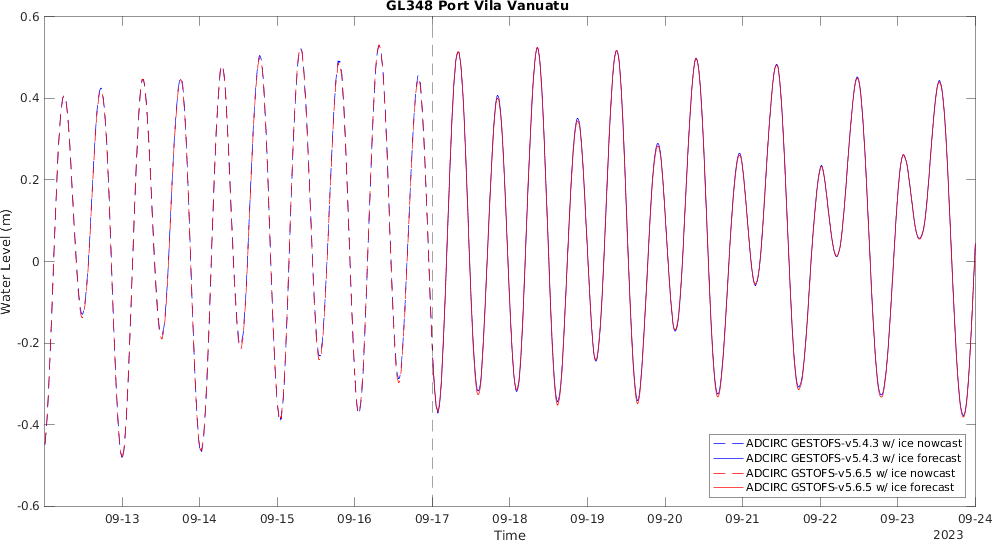 GL348 Port Vila Vanuatu
0.6
0.4
0.2
0
-0.2
-0.4
-0.6
Water Level (m)
ADCIRC GESTOFS-v5.4.3 w/ ice nowcast
ADCIRC GESTOFS-v5.4.3 w/ ice forecast
ADCIRC GSTOFS-v5.6.5 w/ ice nowcast
ADCIRC GSTOFS-v5.6.5 w/ ice forecast
09-13 09-14 09-15 09-16 09-17 09-18 09-19 09-20 09-21 09-22 09-23 09-24
Time
2023